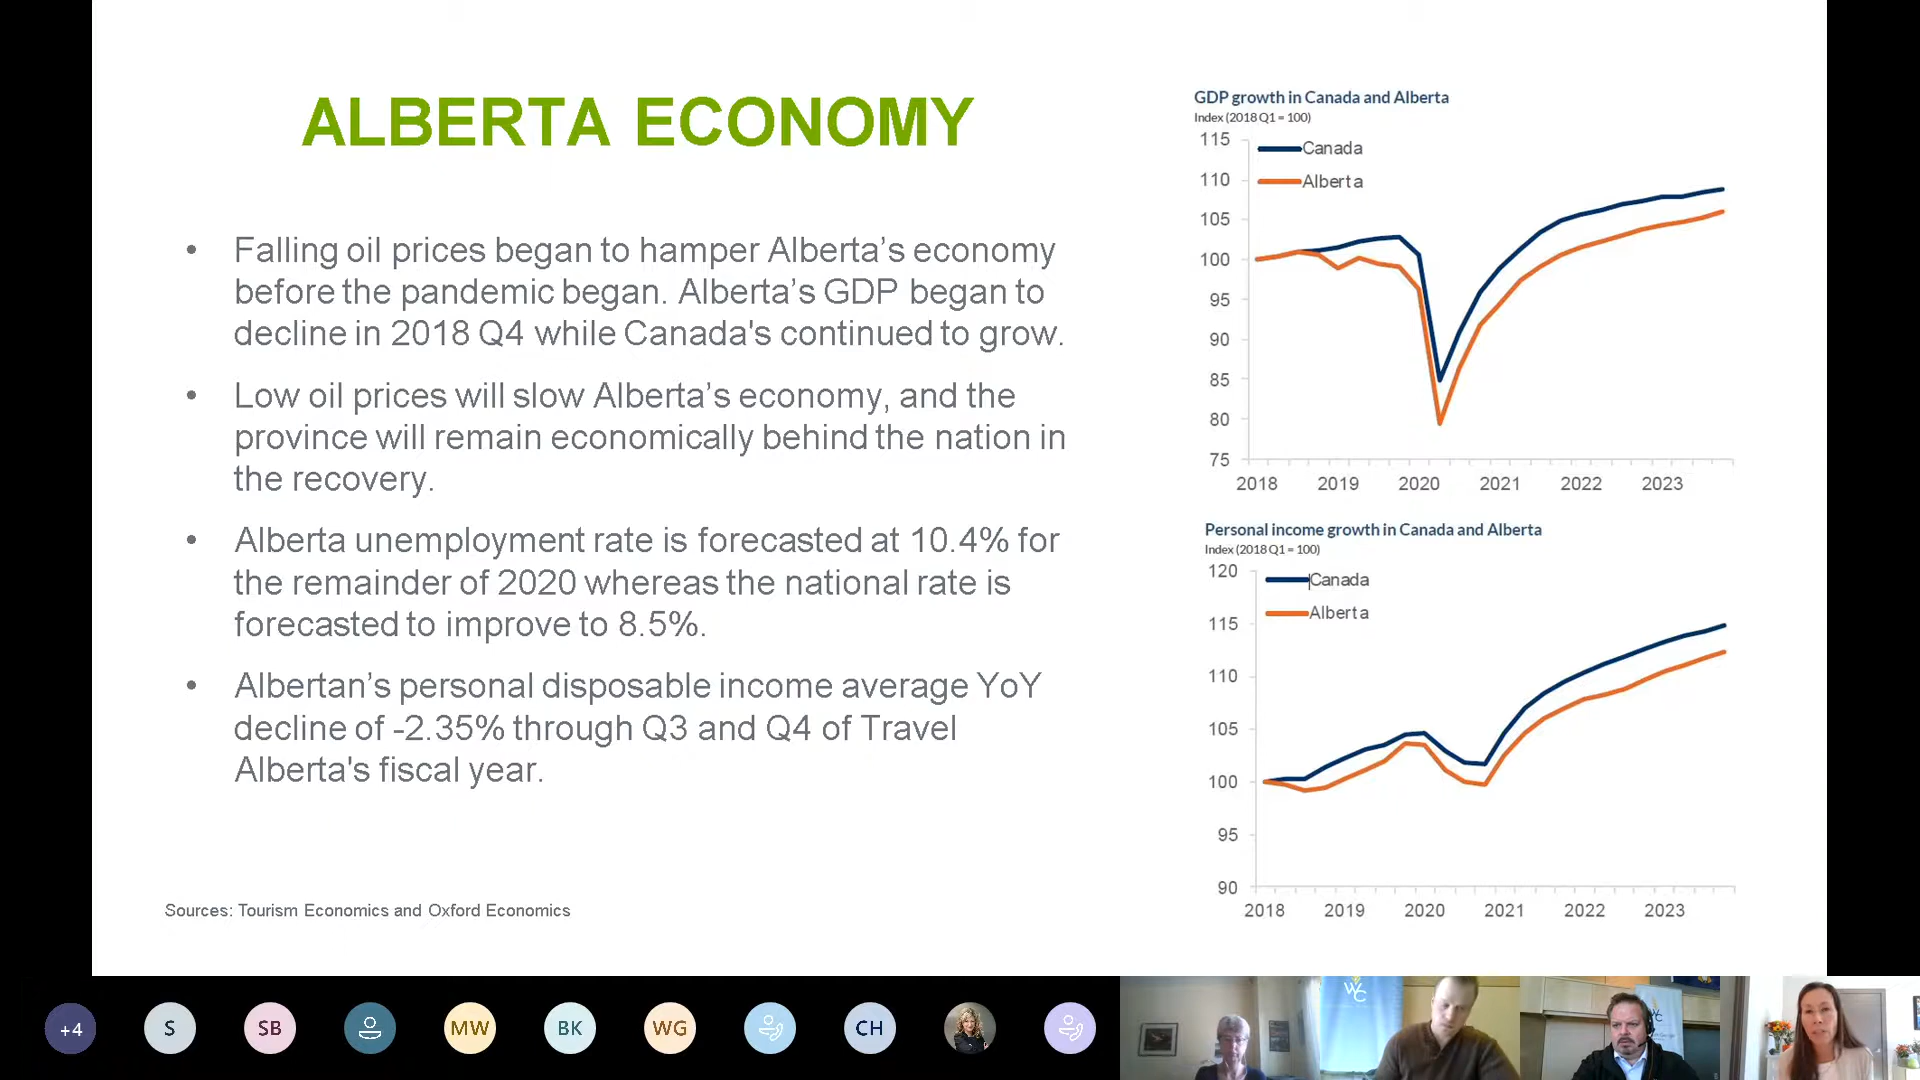 ALBERTA ECONOMY
• Falling oil prices began to hamper Alberta’s economy
before the pandemic began. Alberta’s GDP began to
decline in 2018 Q4 while Canada's continued to grow.
• Low oil prices will slow Alberta’s economy, and the
province will remain economically behind the nation in
the recovery.
• Alberta unemployment rate is forecasted at 10.4% for
the remainder of 2020 whereas the national rate is
forecasted to improve to 8.5%.
• Albertan’s personal disposable income average YoY
decline of -2.35% through Q3 and Q4 of Travel
Alberta's fiscal year.
Sources: Tourism Economics and Oxford Economics
GDP growth in Canada and Alberta
Index (2018 Q1 = 100)
115
110
105
100
95
90
85
80
75
Canada
Alberta
2018 2019 2020 2021 2022 2023
Personal income growth in Canada and Alberta
Index (2018 Q1 = 100)
120
115
110
105
100
95
90
Canada
Alberta
2018 2019 2020 2021 2022 2023
+4 S SB MW BK WG CH
WC